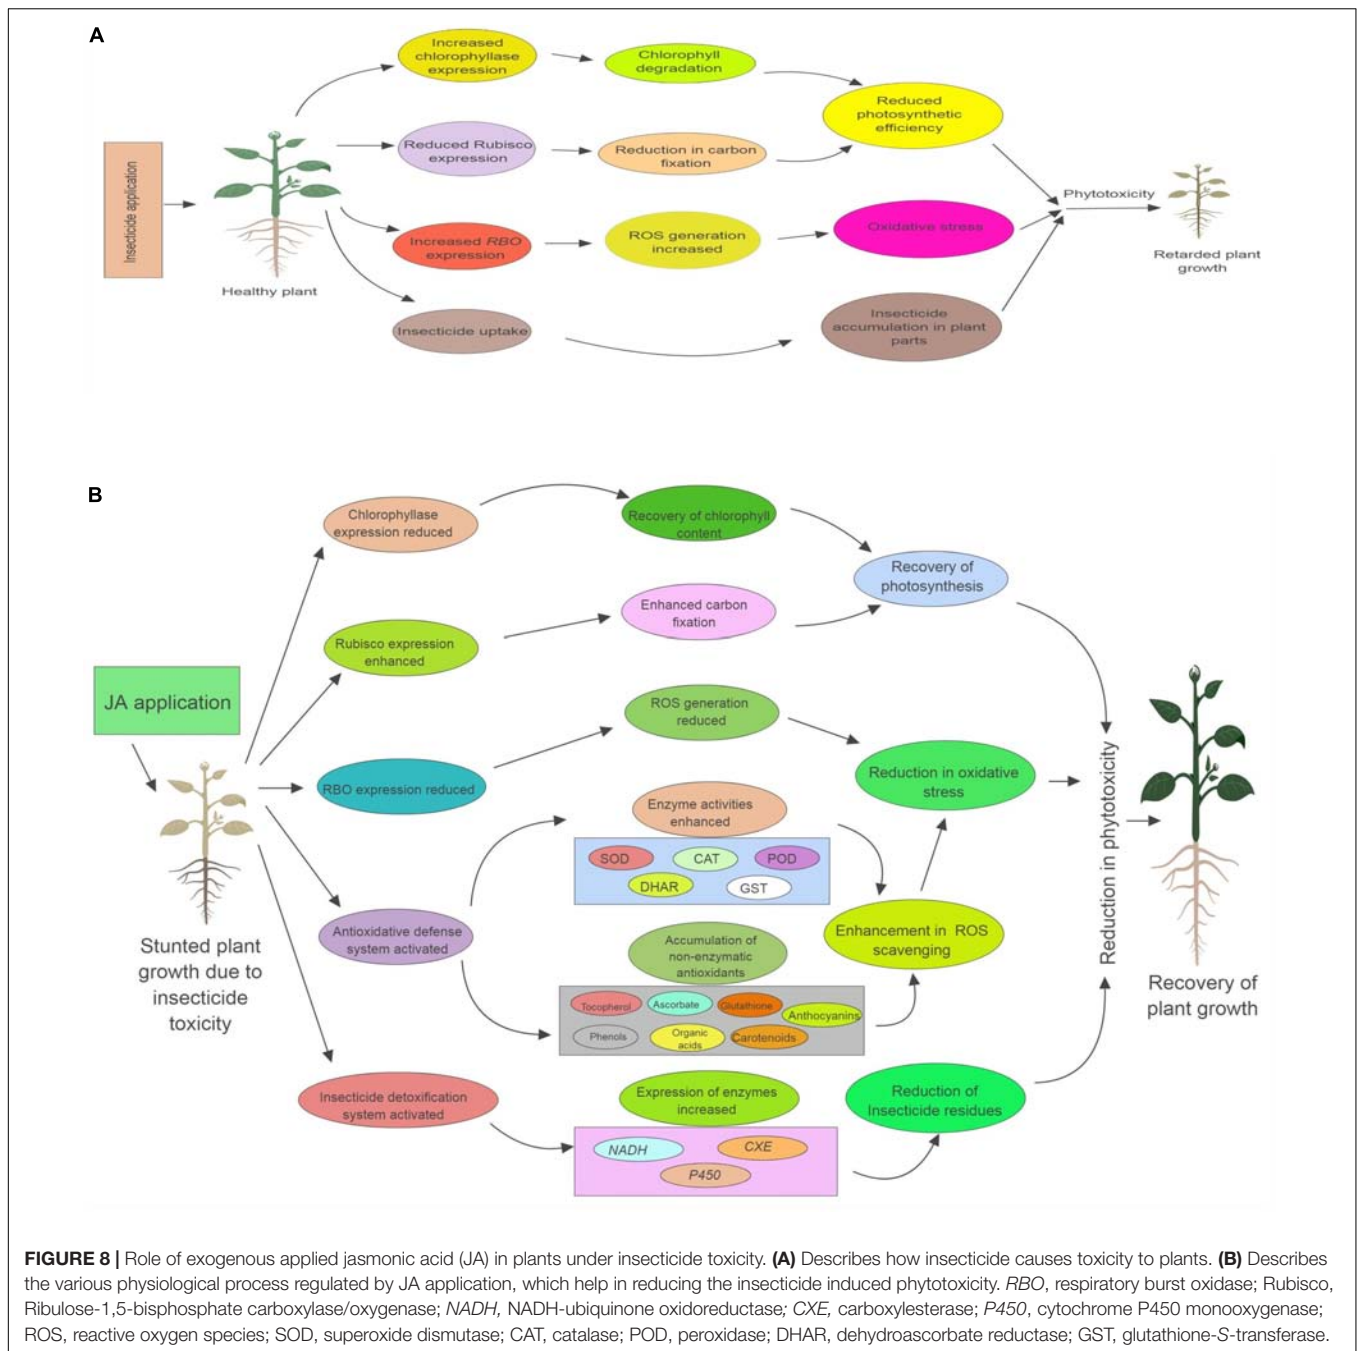 A
Increased
chlorophyllase
expression
Chlorophyll
degradation
Reduced
photosynthetic
efficiency
Reduced Rubisco
expression
Reduction in carbon
fixation
Insecticide application
Phytotoxicity
Increased RBO
expression
ROS generation
increased
Oxidative stress
Retarded plant
growth
Healthy plant
Insecticide uptake
Insecticide
accumulation in plant
parts
B
Chlorophyllase
expression reduced
Recovery of chlorophyll
content
Recovery of
photosynthesis
Enhanced carbon
fixation
Rubisco expression
enhanced
JA application
ROS generation
reduced
RBO expression reduced
Reduction in oxidative
stress
Enzyme activities
enhanced
SOD
CAT
POD
DHAR
GST
Antioxidative defense
system activated
Enhancement in ROS
scavenging
Reduction in phytotoxicity
Stunted plant
growth due to
insecticide
toxicity
Accumulation of
non-enzymatic
antioxidants
Tocopherol
Ascorbate
Glutathione
Anthocyanins
Phenols
Organic
acids
Carotenoids
Recovery of
plant growth
Insecticide detoxification
system activated
Expression of enzymes
increased
Reduction of
Insecticide residues
NADH
CXE
P450
FIGURE 8 | Role of exogenous applied jasmonic acid (JA) in plants under insecticide toxicity. (A) Describes how insecticide causes toxicity to plants. (B) Describes
the various physiological process regulated by JA application, which help in reducing the insecticide induced phytotoxicity. RBO, respiratory burst oxidase; Rubisco,
Ribulose-1,5-bisphosphate carboxylase/oxygenase; NADH, NADH-ubiquinone oxidoreductase; CXE, carboxylesterase; P450, cytochrome P450 monooxygenase;
ROS, reactive oxygen species; SOD, superoxide dismutase; CAT, catalase; POD, peroxidase; DHAR, dehydroascorbate reductase; GST, glutathione-S-transferase.